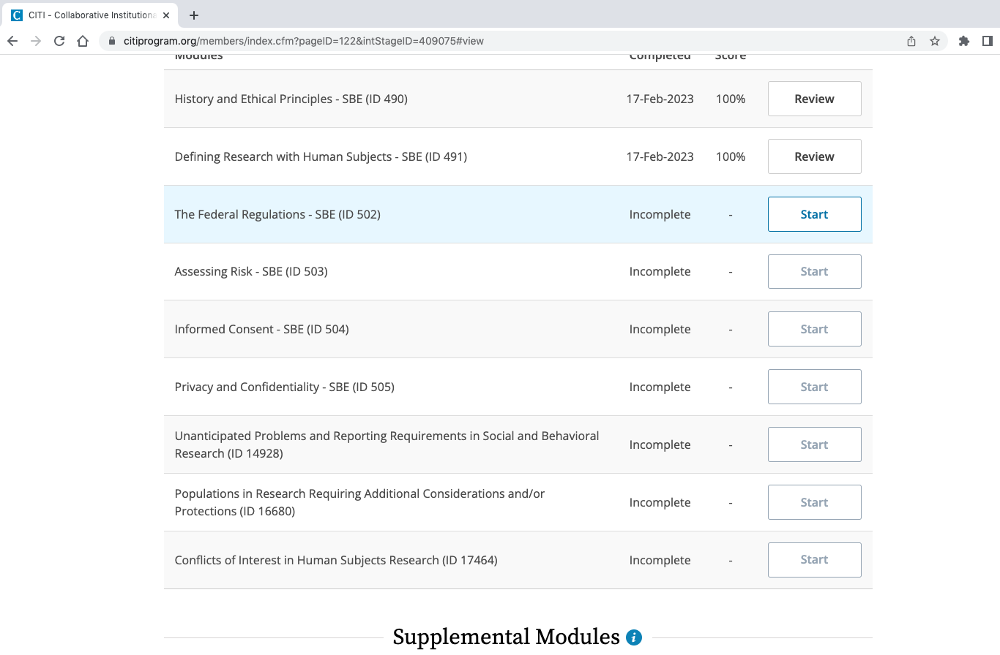 C CITI - Collaborative Institutiona
citiprogram.org/members/index.cfm?pageID=122&intStageID=409075#view
Modules Completed Score
History and Ethical Principles - SBE (ID 490) 17-Feb-2023 100% Review
Defining Research with Human Subjects - SBE (ID 491) 17-Feb-2023 100% Review
The Federal Regulations - SBE (ID 502) Incomplete - Start
Assessing Risk - SBE (ID 503) Incomplete - Start
Informed Consent - SBE (ID 504) Incomplete - Start
Privacy and Confidentiality - SBE (ID 505) Incomplete - Start
Unanticipated Problems and Reporting Requirements in Social and Behavioral
Research (ID 14928) Incomplete - Start
Populations in Research Requiring Additional Considerations and/or
Protections (ID 16680) Incomplete - Start
Conflicts of Interest in Human Subjects Research (ID 17464) Incomplete - Start
Supplemental Modules i